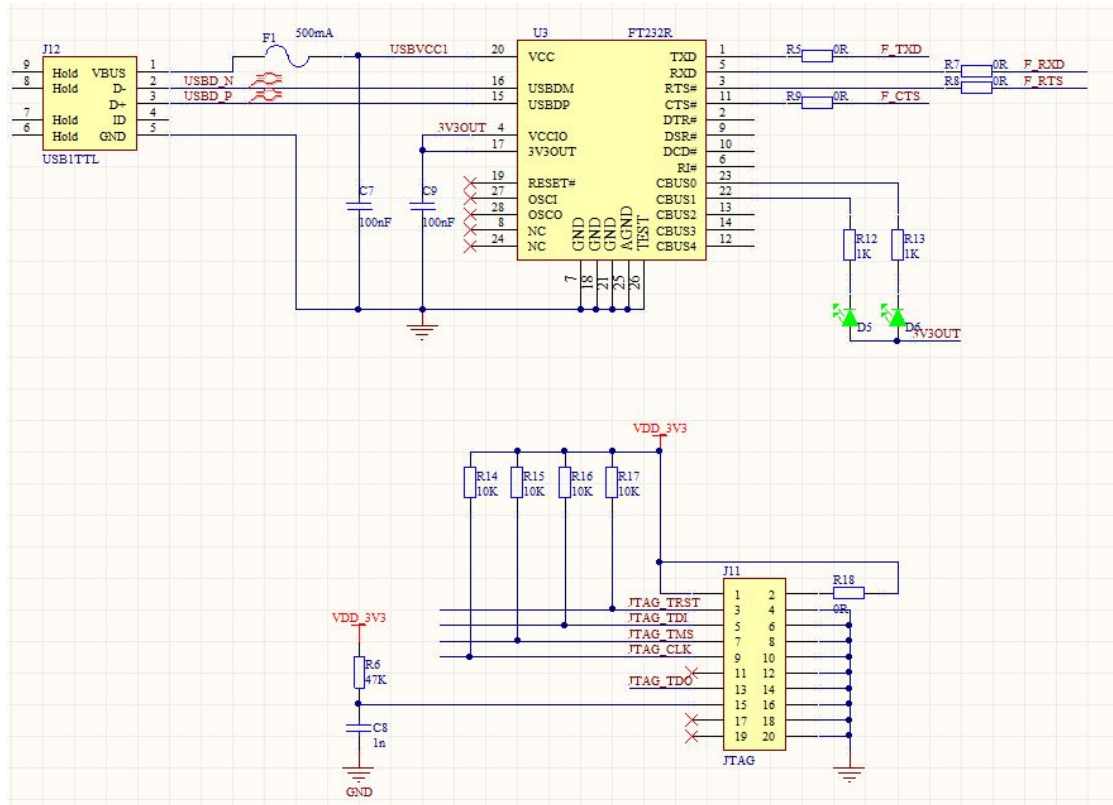 J12
9 Hold VBUS 1
8 Hold D- 2
D+ 3
7 Hold ID 4
6 Hold GND 5
USB1TTL
F1 500mA
USBVCC1
USBD_N
USBD_P
3V3OUT
C7
100nF
C9
100nF
U3 FT232R
20 VCC TXD 1
RXD 5
16 USBDM RTS# 3
15 USBDP CTS# 11
DTR# 2
4 VCCIO DSR# 9
17 3V3OUT DCD# 10
RI# 6
19 RESET# CBUS0 23
27 OSCI CBUS1 22
28 OSCO CBUS2 13
8 NC CBUS3 14
24 NC CBUS4 12
GND GND GND AGND TEST
7 18 21 25 26
R5 0R F_TXD
R7 0R F_RXD
R8 0R F_RTS
R9 0R F_CTS
R12
1K
R13
1K
D5 D6
3V3OUT
VDD_3V3
R14
10K
R15
10K
R16
10K
R17
10K
J11
R18
0R
1 2
JTAG_TRST 3 4
JTAG_TDI 5 6
JTAG_TMS 7 8
JTAG_CLK 9 10
11 12
JTAG_TDO 13 14
15 16
17 18
19 20
JTAG
VDD_3V3
R6
47K
C8
1n
GND